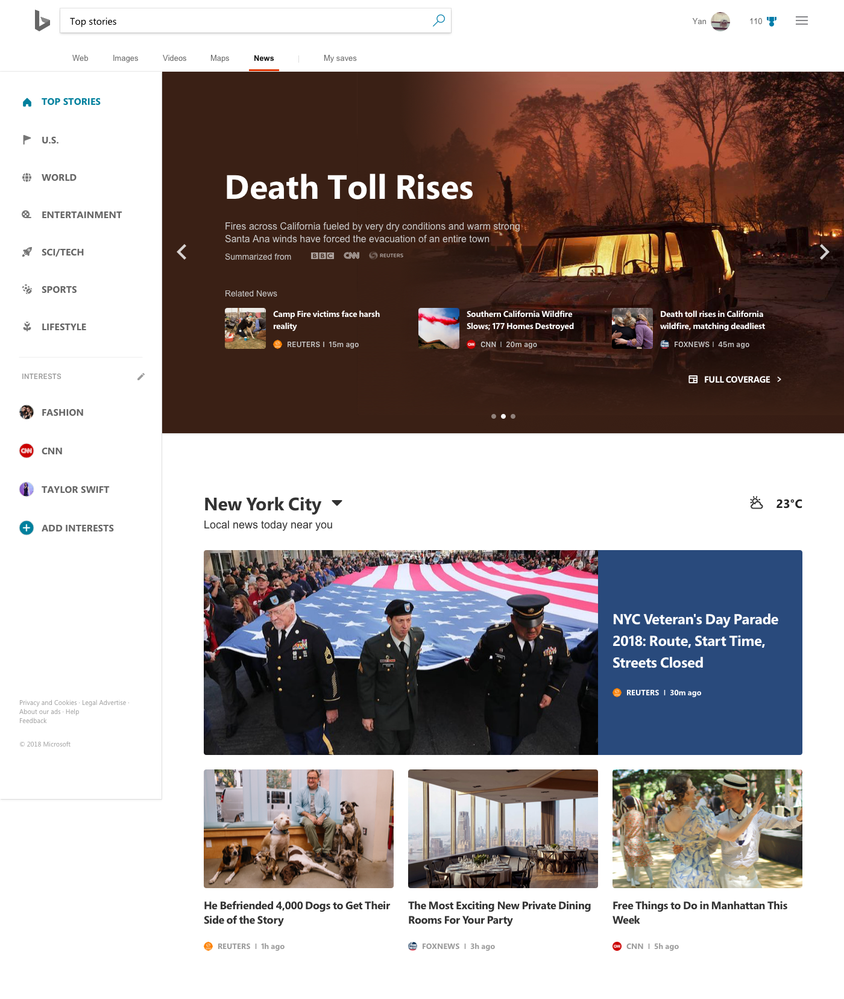 Top stories
Yan
110
Web
Images
Videos
Maps
News
My saves
TOP STORIES
U.S.
WORLD
ENTERTAINMENT
SCI/TECH
SPORTS
LIFESTYLE
INTERESTS
FASHION
CNN
CNN
TAYLOR SWIFT
ADD INTERESTS
Privacy and Cookies · Legal Advertise ·
About our ads · Help
Feedback
© 2018 Microsoft
Death Toll Rises
Fires across California fueled by very dry conditions and warm strong
Santa Ana winds have forced the evacuation of an entire town
Summarized from
BBC
CNN
REUTERS
Related News
Camp Fire victims face harsh
reality
REUTERS | 15m ago
Southern California Wildfire
Slows; 177 Homes Destroyed
CNN
CNN | 20m ago
Death toll rises in California
wildfire, matching deadliest
FOXNEWS | 45m ago
FULL COVERAGE >
New York City
23°C
Local news today near you
NYC Veteran's Day Parade
2018: Route, Start Time,
Streets Closed
REUTERS | 30m ago
He Befriended 4,000 Dogs to Get Their
Side of the Story
REUTERS | 1h ago
The Most Exciting New Private Dining
Rooms For Your Party
FOXNEWS | 3h ago
Free Things to Do in Manhattan This
Week
CNN
CNN | 5h ago